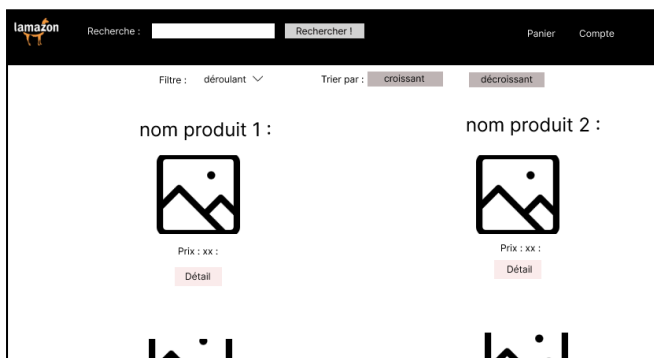 lamazon
Recherche : Rechercher ! Panier Compte
Filtre : déroulant Trier par : croissant décroissant
nom produit 1 : nom produit 2 :
Prix : xx : Prix : xx :
Détail Détail